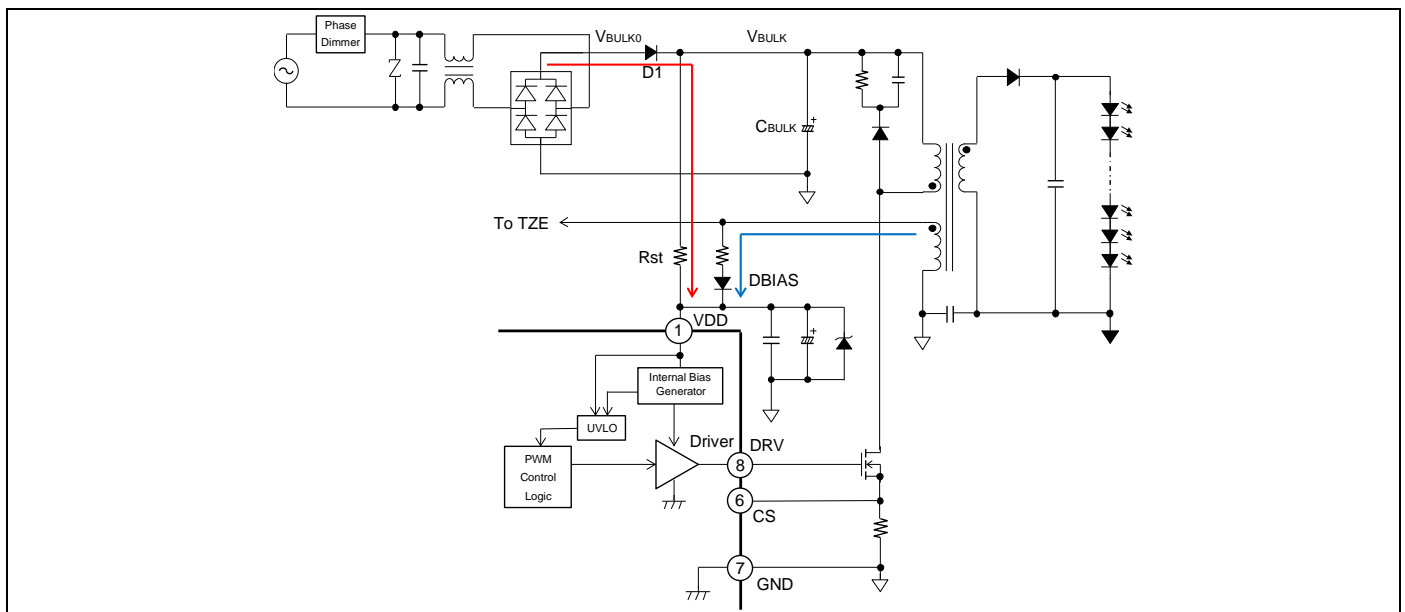 Phase
Dimmer
VBULK0
D1
VBULK
CBULK
To TZE
Rst
DBIAS
1
VDD
Internal Bias
Generator
UVLO
PWM
Control
Logic
Driver
DRV
8
6
CS
7
GND
+
+